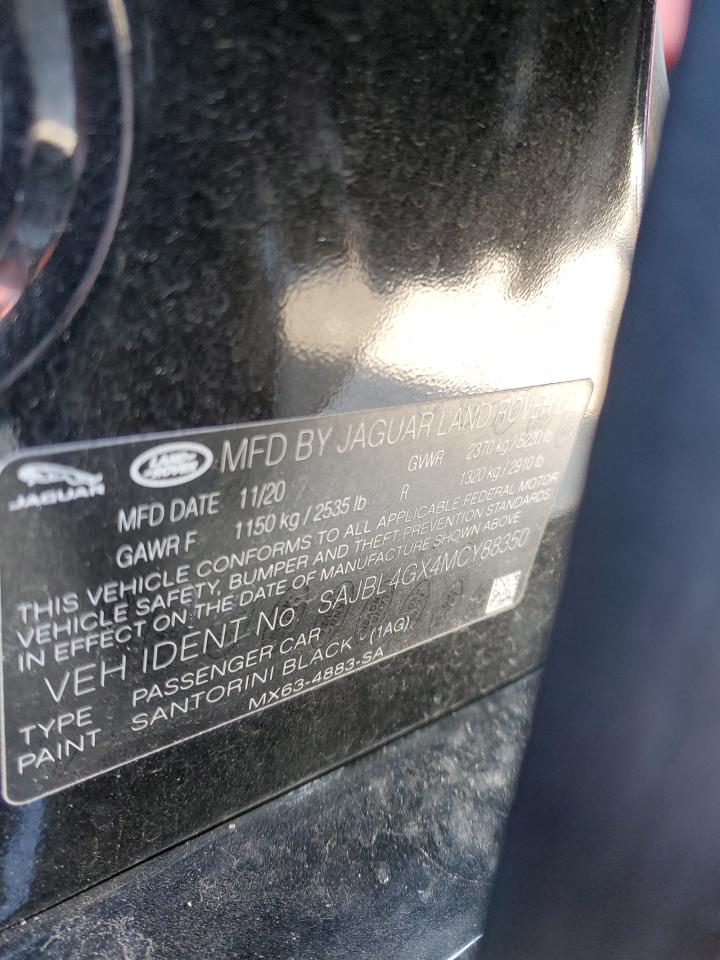 JAGUAR
LAND ROVER
MFD BY JAGUAR LAND ROVER
MFD DATE 11/20 GVWR 2370 kg / 5220 lb
GAWR F 1150 kg / 2535 lb R 1320 kg / 2910 lb
THIS VEHICLE CONFORMS TO ALL APPLICABLE FEDERAL MOTOR
VEHICLE SAFETY, BUMPER AND THEFT PREVENTION STANDARDS
IN EFFECT ON THE DATE OF MANUFACTURE SHOWN ABOVE
VEH IDENT No SAJBL4GX4MCY88350
TYPE PASSENGER CAR
PAINT SANTORINI BLACK (1AG)
MX63-4883-SA